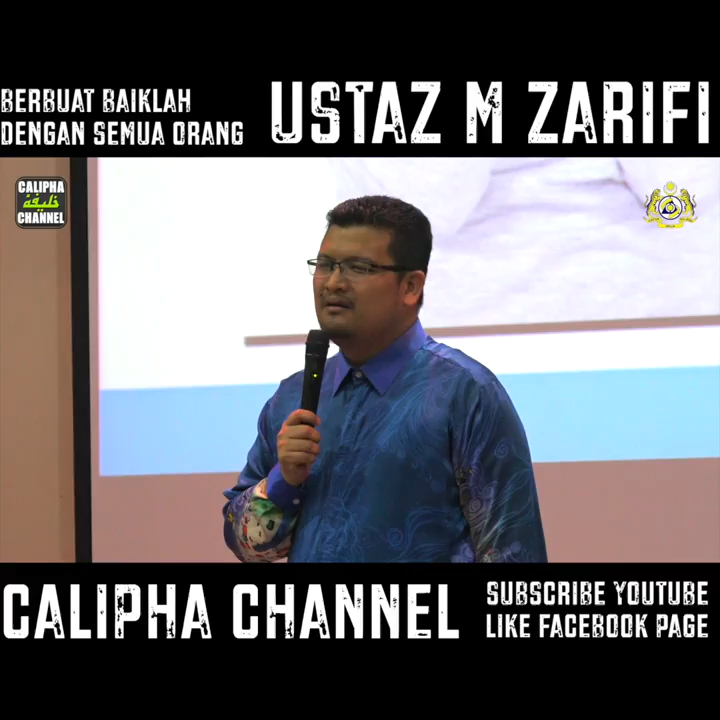 BERBUAT BAIKLAH
DENGAN SEMUA ORANG
USTAZ M ZARIFI
CALIPHA
خليفة
CHANNEL
CALIPHA CHANNEL
SUBSCRIBE YOUTUBE
LIKE FACEBOOK PAGE